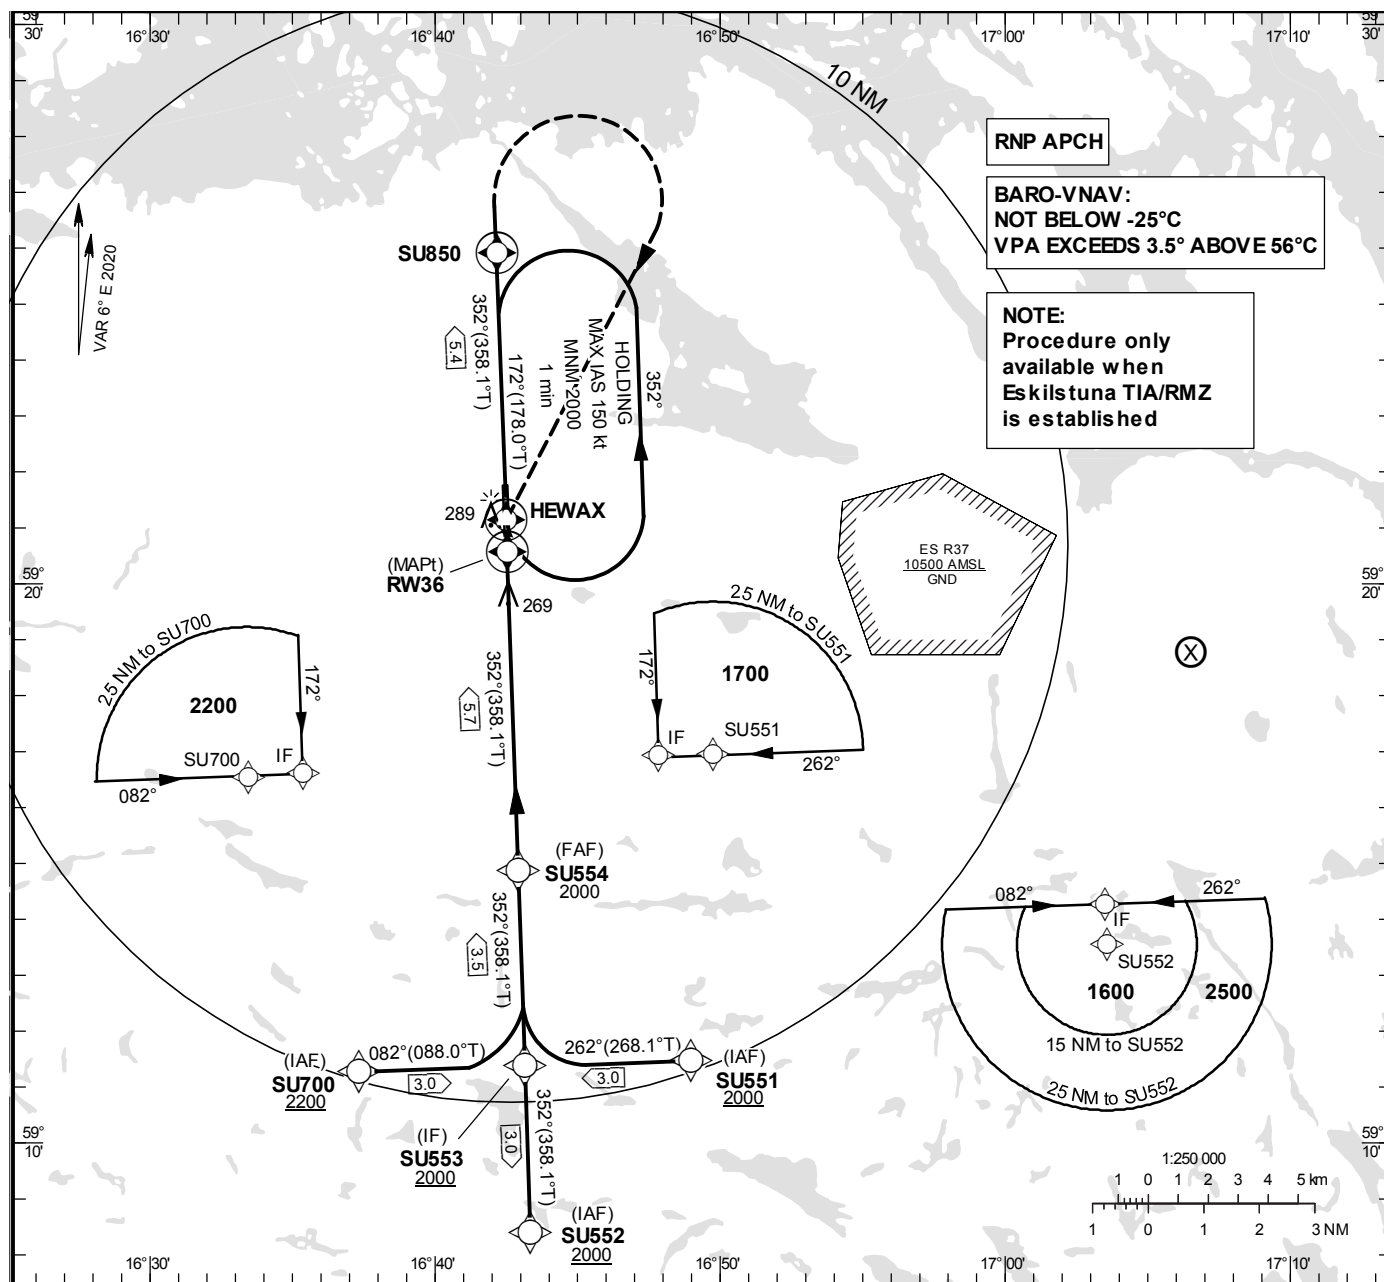 59°
30'
16°30'
16°40'
16°50'
17°00'
17°10'
59°
30'
10 NM
RNP APCH
BARO-VNAV:
NOT BELOW -25°C
VPA EXCEEDS 3.5° ABOVE 56°C
NOTE:
Procedure only
available when
Eskilstuna TIA/RMZ
is established
VAR 6° E 2020
SU850
352°(358.1°T)
5.4
172°(178.0°T)
HOLDING
MAX IAS 150 kt
MNM 2000
1 min
352°
289
HEWAX
(MAPt)
RW36
269
ES R37
10500 AMSL
GND
59°
20'
59°
20'
25 NM to SU700
2200
172°
SU700
IF
082°
352°(358.1°T)
5.7
25 NM to SU551
1700
172°
IF
SU551
262°
X
(FAF)
SU554
2000
352°(358.1°T)
3.5
082°
262°
IF
SU552
1600
2500
15 NM to SU552
25 NM to SU552
(IAF)
SU700
2200
082°(088.0°T)
3.0
262°(268.1°T)
3.0
(IAF)
SU551
2000
(IF)
SU553
2000
352°(358.1°T)
3.0
(IAF)
SU552
2000
59°
10'
59°
10'
1:250 000
1 0 1 2 3 4 5 km
1 0 1 2 3 NM
16°30'
16°40'
16°50'
17°00'
17°10'